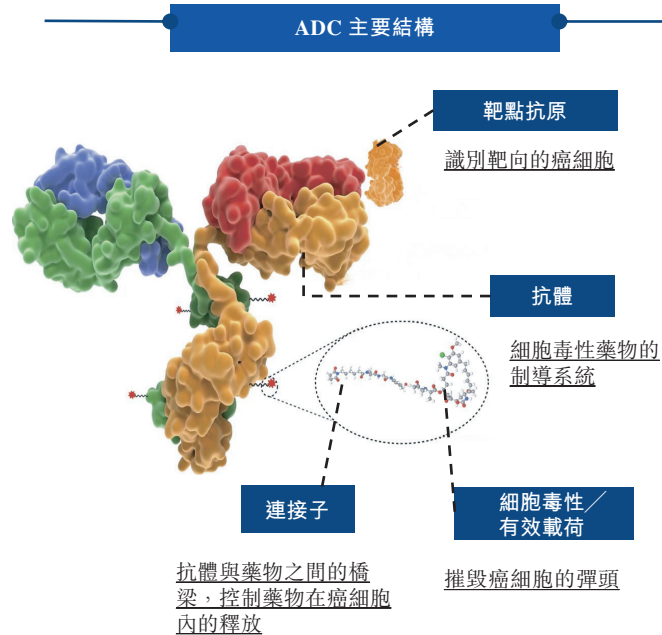 ADC 主要結構
靶點抗原
識別靶向的癌細胞
抗體
細胞毒性藥物的
制導系統
連接子
抗體與藥物之間的橋
梁，控制藥物在癌細胞
內的釋放
細胞毒性／
有效載荷
摧毀癌細胞的彈頭